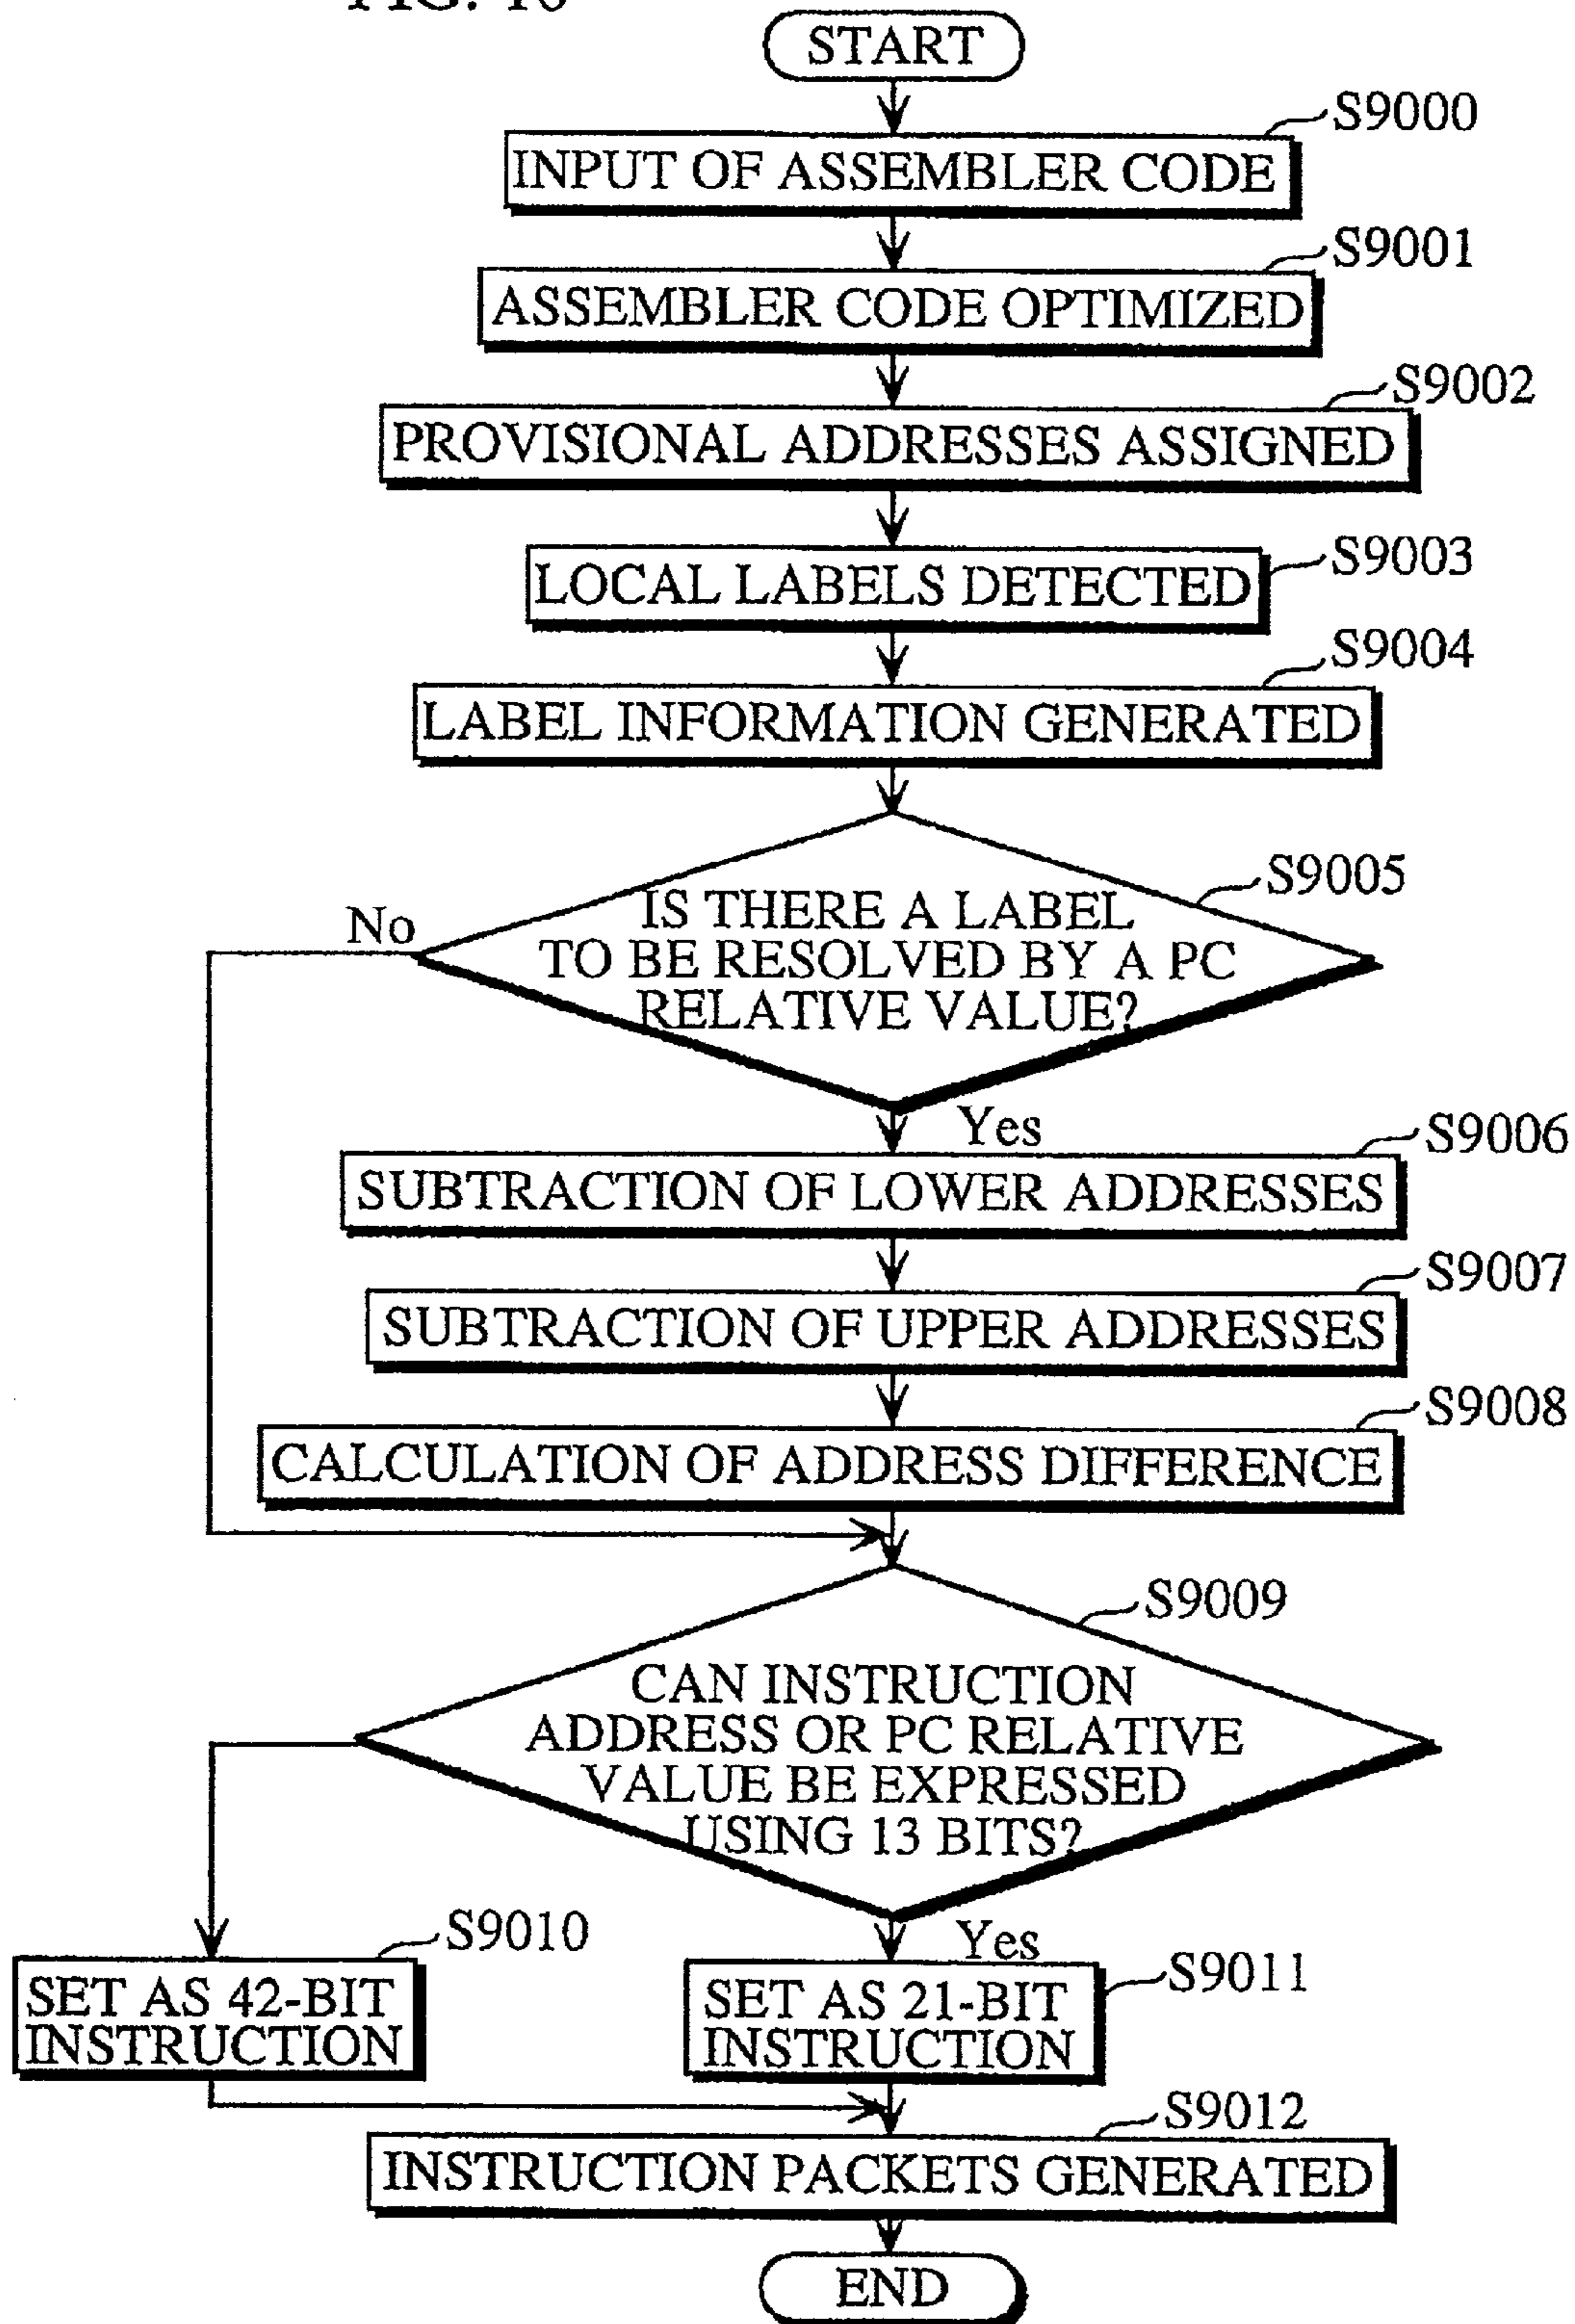 START
S9000
INPUT OF ASSEMBLER CODE
S9001
ASSEMBLER CODE OPTIMIZED
S9002
PROVISIONAL ADDRESSES ASSIGNED
S9003
LOCAL LABELS DETECTED
S9004
LABEL INFORMATION GENERATED
S9005
No
IS THERE A LABEL
TO BE RESOLVED BY A PC
RELATIVE VALUE?
Yes
S9006
SUBTRACTION OF LOWER ADDRESSES
S9007
SUBTRACTION OF UPPER ADDRESSES
S9008
CALCULATION OF ADDRESS DIFFERENCE
S9009
CAN INSTRUCTION
ADDRESS OR PC RELATIVE
VALUE BE EXPRESSED
USING 13 BITS?
S9010
Yes
S9011
SET AS 42-BIT
INSTRUCTION
SET AS 21-BIT
INSTRUCTION
S9012
INSTRUCTION PACKETS GENERATED
END